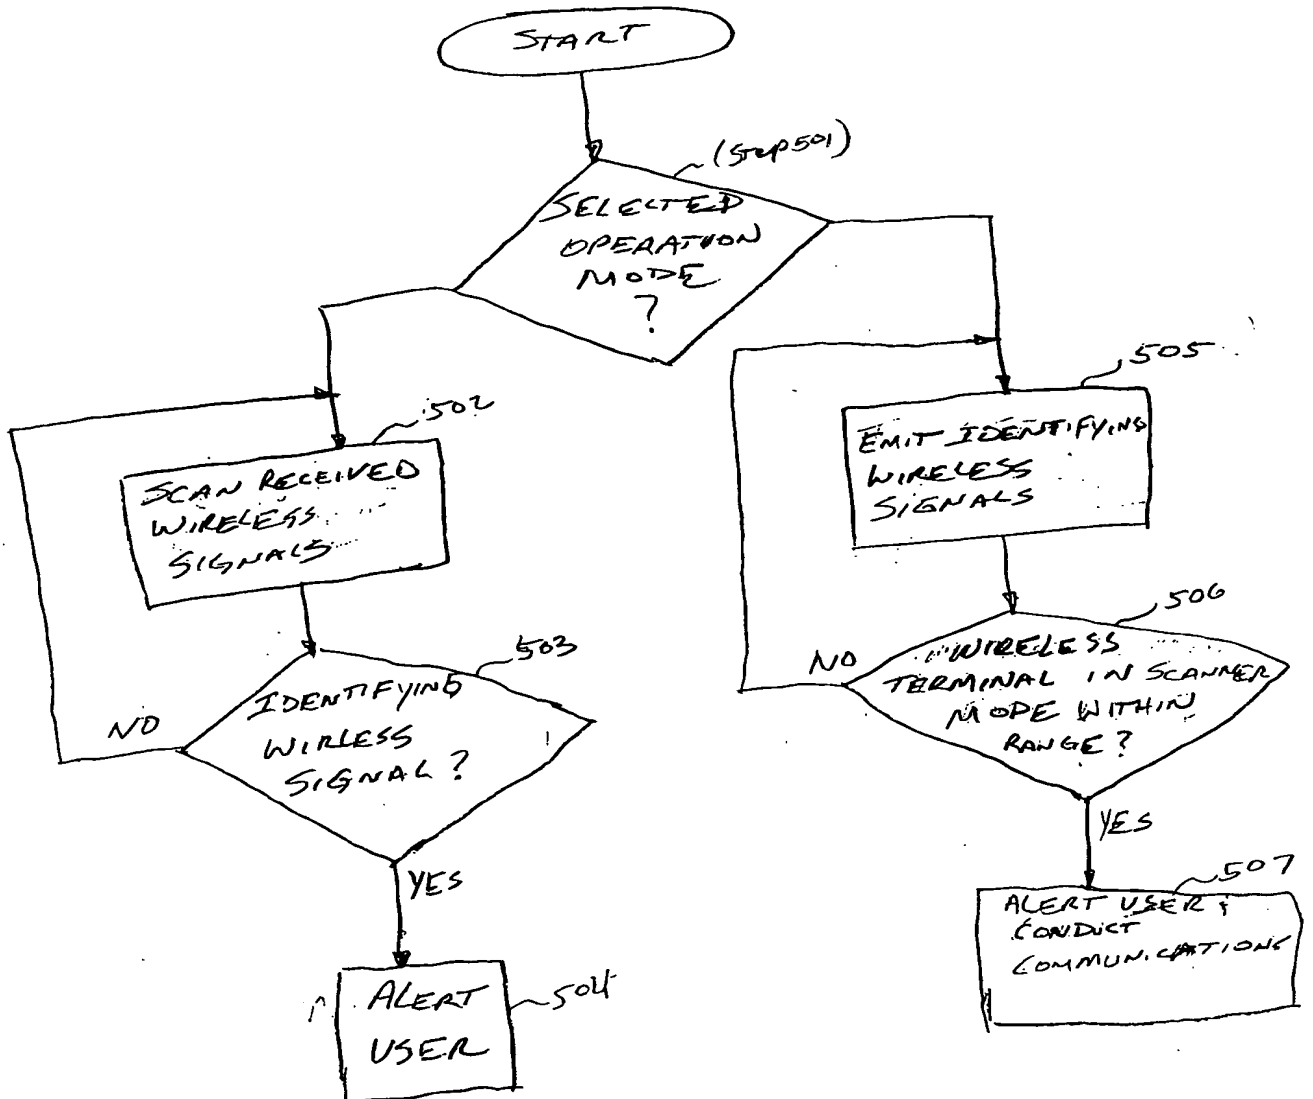 START
(Step 501)
SELECTED
OPERATION
MODE
?
502
SCAN RECEIVED
WIRELESS
SIGNALS
503
IDENTIFYING
WIRLESS
SIGNAL?
NO
YES
504
ALERT
USER
505
EMIT IDENTIFYING
WIRELESS
SIGNALS
506
WIRELESS
TERMINAL IN SCANNER
MODE WITHIN
RANGE?
NO
YES
507
ALERT USER &
CONDUCT
COMMUNICATIONS